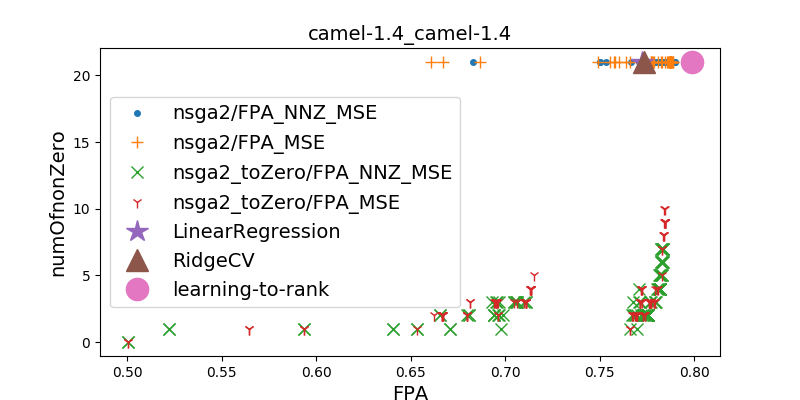 camel-1.4_camel-1.4
numOfnonZero
20
15
10
5
0
nsga2/FPA_NNZ_MSE
nsga2/FPA_MSE
nsga2_toZero/FPA_NNZ_MSE
nsga2_toZero/FPA_MSE
LinearRegression
RidgeCV
learning-to-rank
0.50 0.55 0.60 0.65 0.70 0.75 0.80
FPA